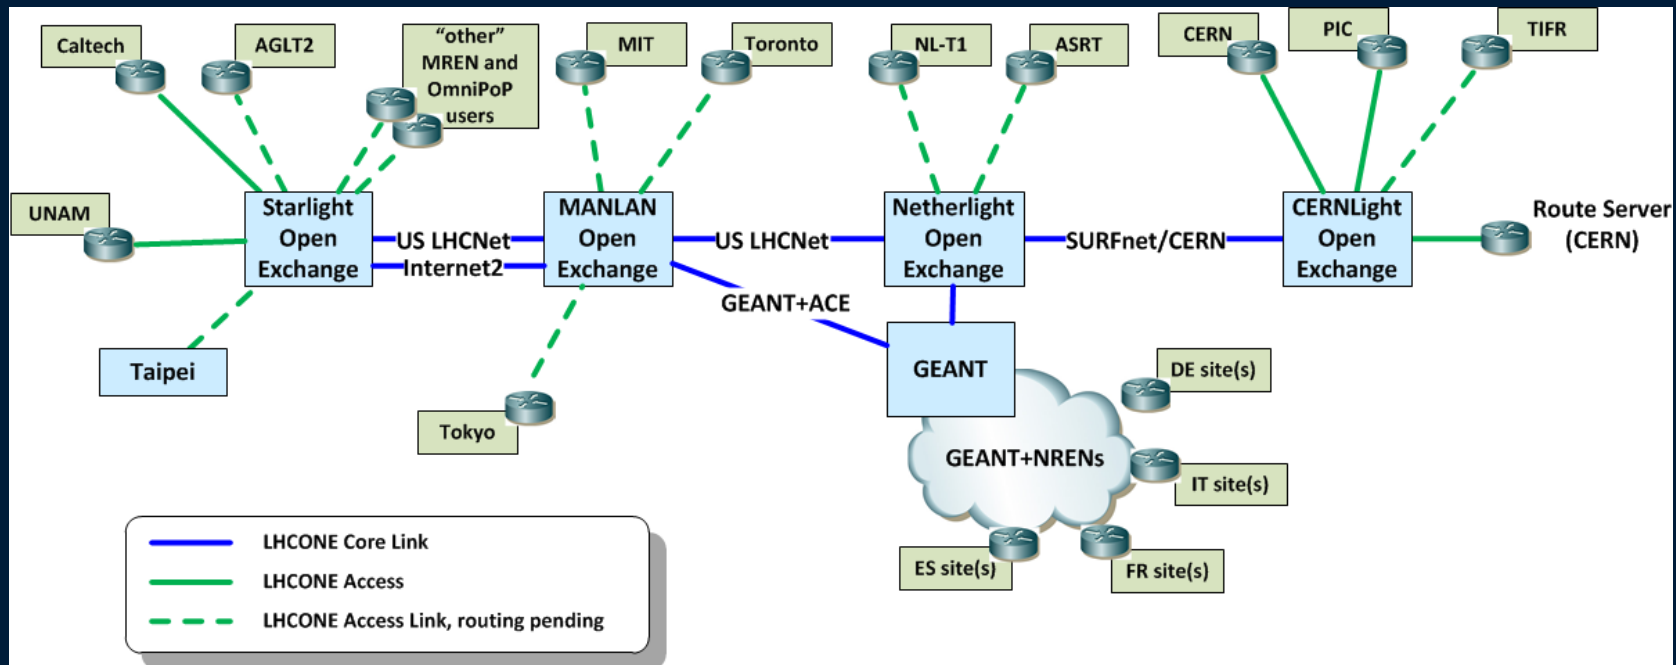 Caltech
AGLT2
“other”
MREN and
OmniPoP
users
MIT
Toronto
NL-T1
ASRT
CERN
PIC
TIFR
UNAM
Starlight
Open
Exchange
US LHCNet
Internet2
MANLAN
Open
Exchange
US LHCNet
GEANT+ACE
Netherlight
Open
Exchange
SURFnet/CERN
CERNLight
Open
Exchange
Route Server
(CERN)
Taipei
Tokyo
GEANT
GEANT+NRENs
DE site(s)
IT site(s)
ES site(s)
FR site(s)
LHCONE Core Link
LHCONE Access
LHCONE Access Link, routing pending